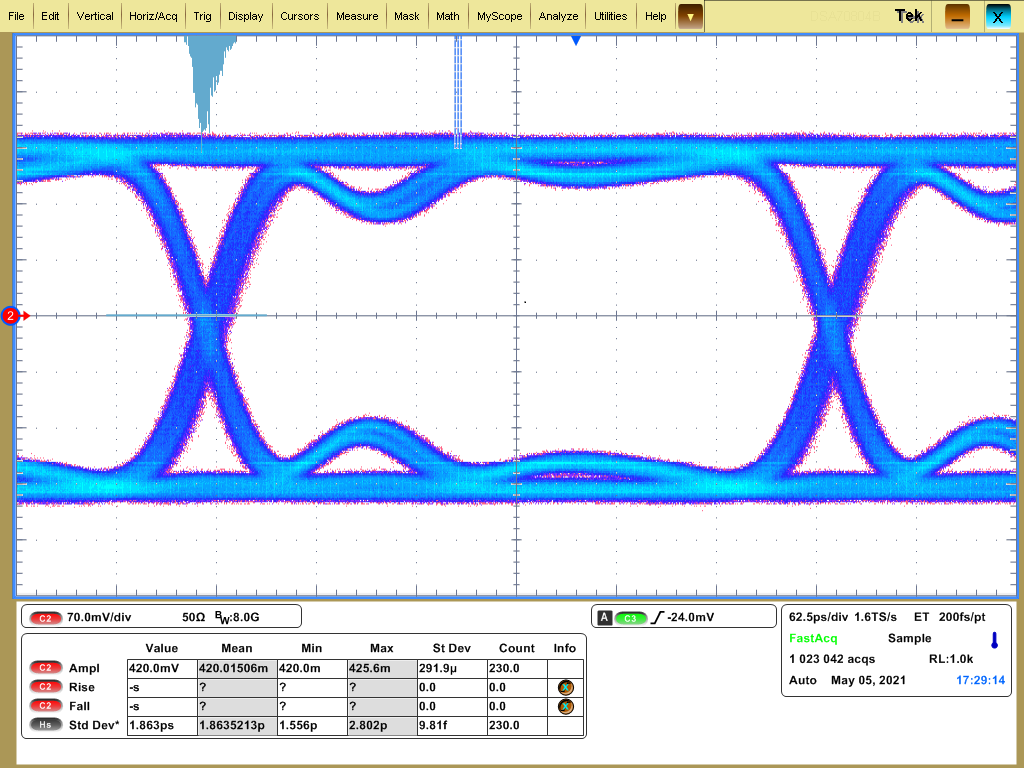 File Edit Vertical Horiz/Acq Trig Display Cursors Measure Mask Math MyScope Analyze Utilities Help Tek X
2
C2 70.0mV/div 50Ω BW:8.0G
A C3 -24.0mV
62.5ps/div 1.6TS/s ET 200fs/pt
FastAcq Sample
1 023 042 acqs RL:1.0k
Auto May 05, 2021 17:29:14
Value Mean Min Max St Dev Count Info
C2 Ampl 420.0mV 420.01506m 420.0m 425.6m 291.9µ 230.0
C2 Rise -s ? ? ? 0.0 0.0
C2 Fall -s ? ? ? 0.0 0.0
Hs Std Dev* 1.863ps 1.8635213p 1.556p 2.802p 9.81f 230.0